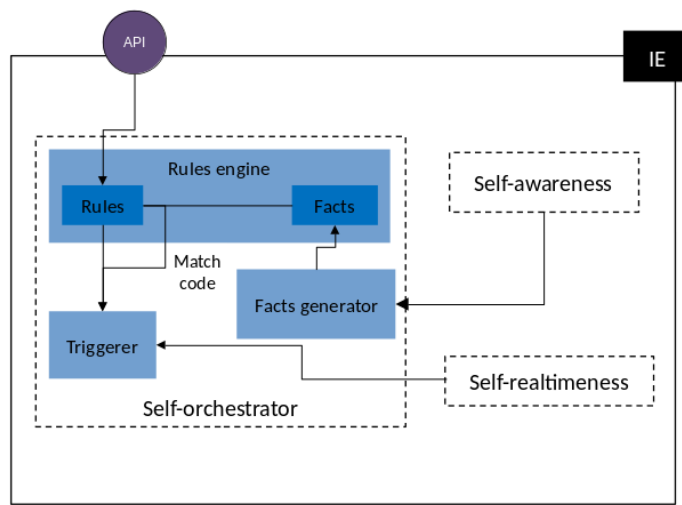 API
IE
Rules engine
Self-awareness
Rules
Facts
Match
code
Facts generator
Triggerer
Self-realtimeness
Self-orchestrator